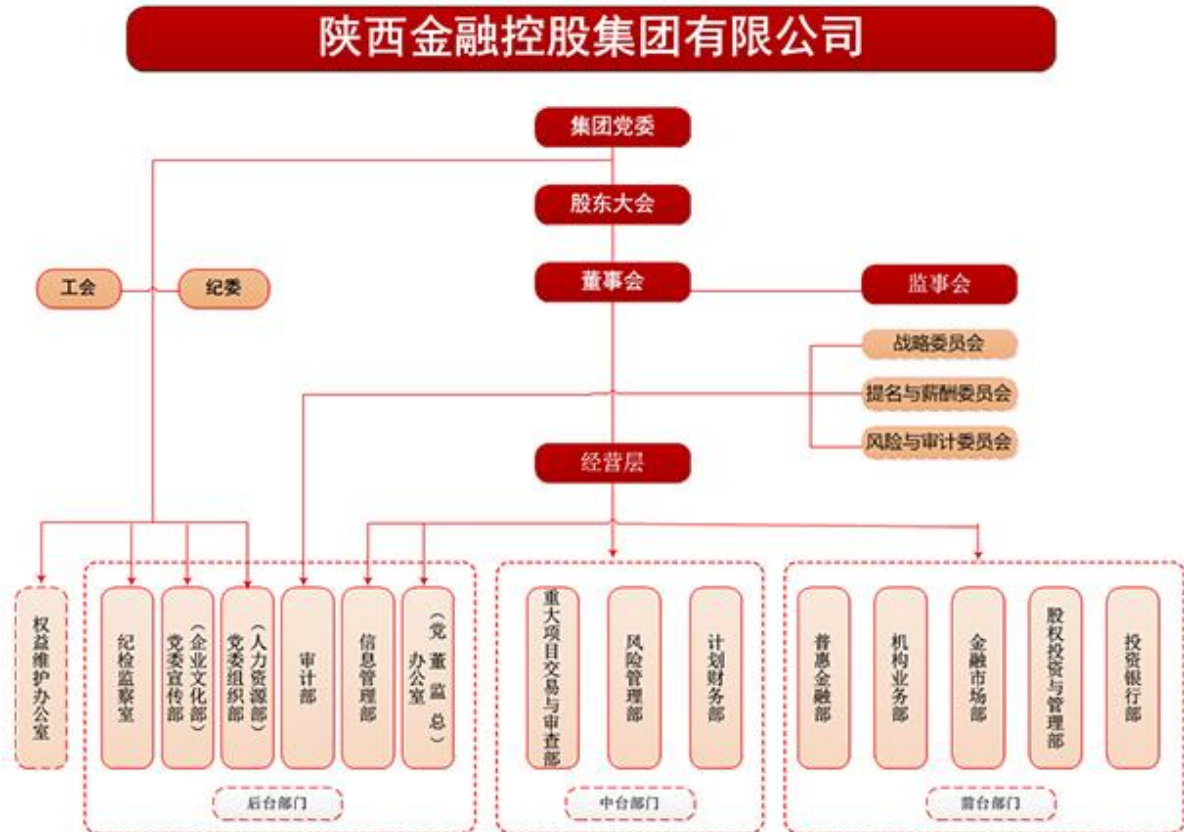 陕西金融控股集团有限公司
集团党委
股东大会
董事会
监事会
工会
纪委
战略委员会
提名与薪酬委员会
风险与审计委员会
经营层
权益维护办公室
纪检监察室
党委宣传部
（企业文化部）
党委组织部
（人力资源部）
审计部
信息管理部
办公室
（党董监总）
重大项目交易与审查部
风险管理部
计划财务部
普惠金融部
机构业务部
金融市场部
股权投资与管理部
投资银行部
后台部门
中台部门
前台部门